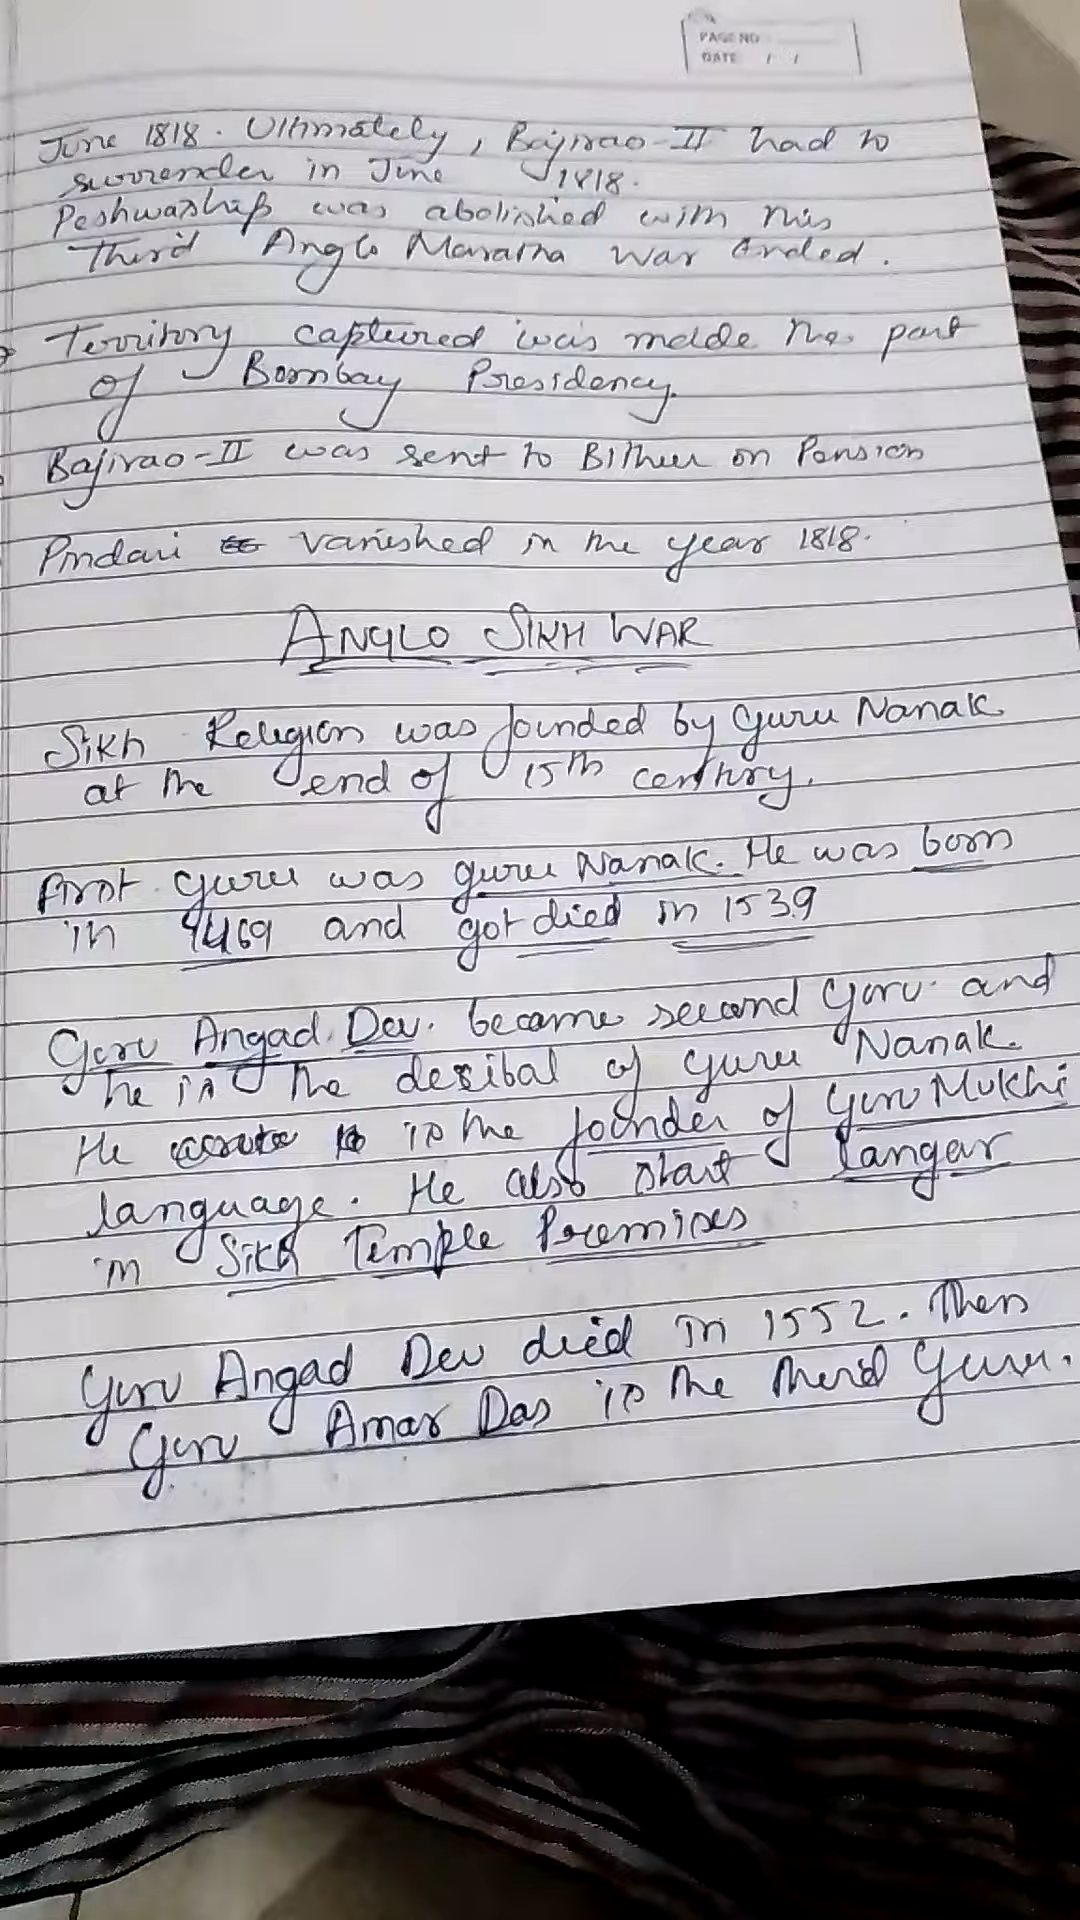 PAGE NO
DATE / /
June 1818. Ultimately, Bajirao-II had to
surrender in June 1818.
Peshwaship was abolished with this
Third Anglo Maratha War Ended.
Territory captured was made the part
of Bombay Presidency.
Bajirao-II was sent to Bithur on Pension
Pindari vanished in the year 1818.
ANGLO SIKH WAR
Sikh Religion was founded by Guru Nanak
at the end of 15th century.
First Guru was Guru Nanak. He was born
in 1469 and got died in 1539
Guru Angad Dev. became second Guru. and
he is the desibal of Guru Nanak.
He is the founder of Guru Mukhi
language. He also start langar
in Sikh Temple Premises
Guru Angad Dev died in 1552. Then
Guru Amar Das is the third Guru.